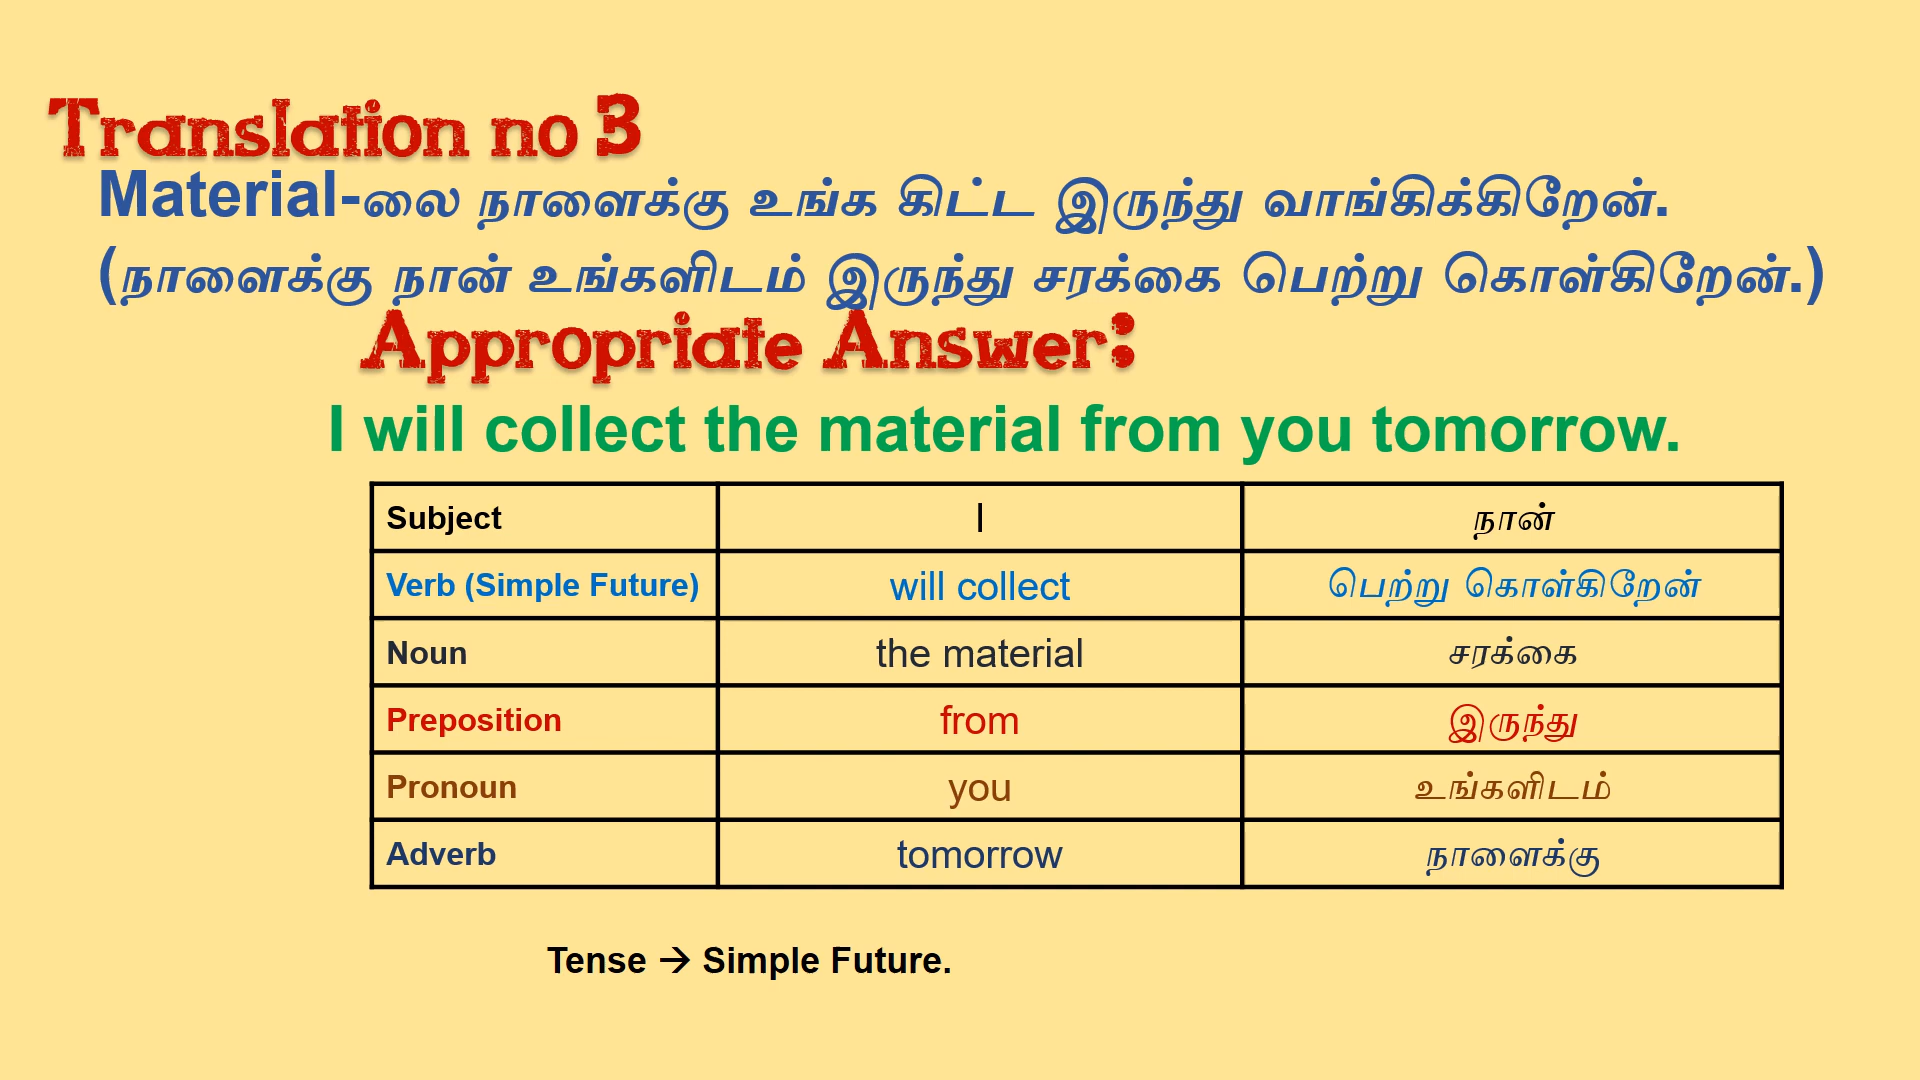 Translation no 3
Material-லை நாளைக்கு உங்க கிட்ட இருந்து வாங்கிக்கிறேன்.
(நாளைக்கு நான் உங்களிடம் இருந்து சரக்கை பெற்று கொள்கிறேன்.)
Appropriate Answer:
I will collect the material from you tomorrow.
Subject I நான்
Verb (Simple Future) will collect பெற்று கொள்கிறேன்
Noun the material சரக்கை
Preposition from இருந்து
Pronoun you உங்களிடம்
Adverb tomorrow நாளைக்கு
Tense → Simple Future.